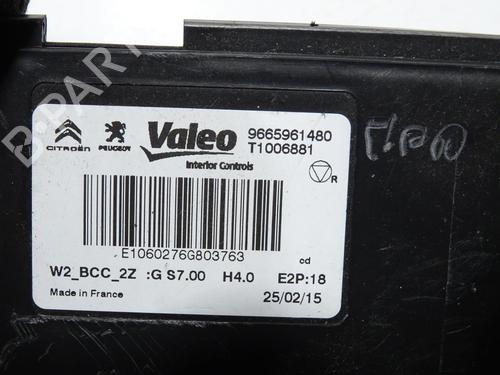 B-PARTS
CITROËN PEUGEOT Valeo 9665961480
T1006881
Interior Controls
R
E1060276G803763
cd
W2_BCC_2Z :G S7.00 H4.0 E2P:18
Made in France 25/02/15